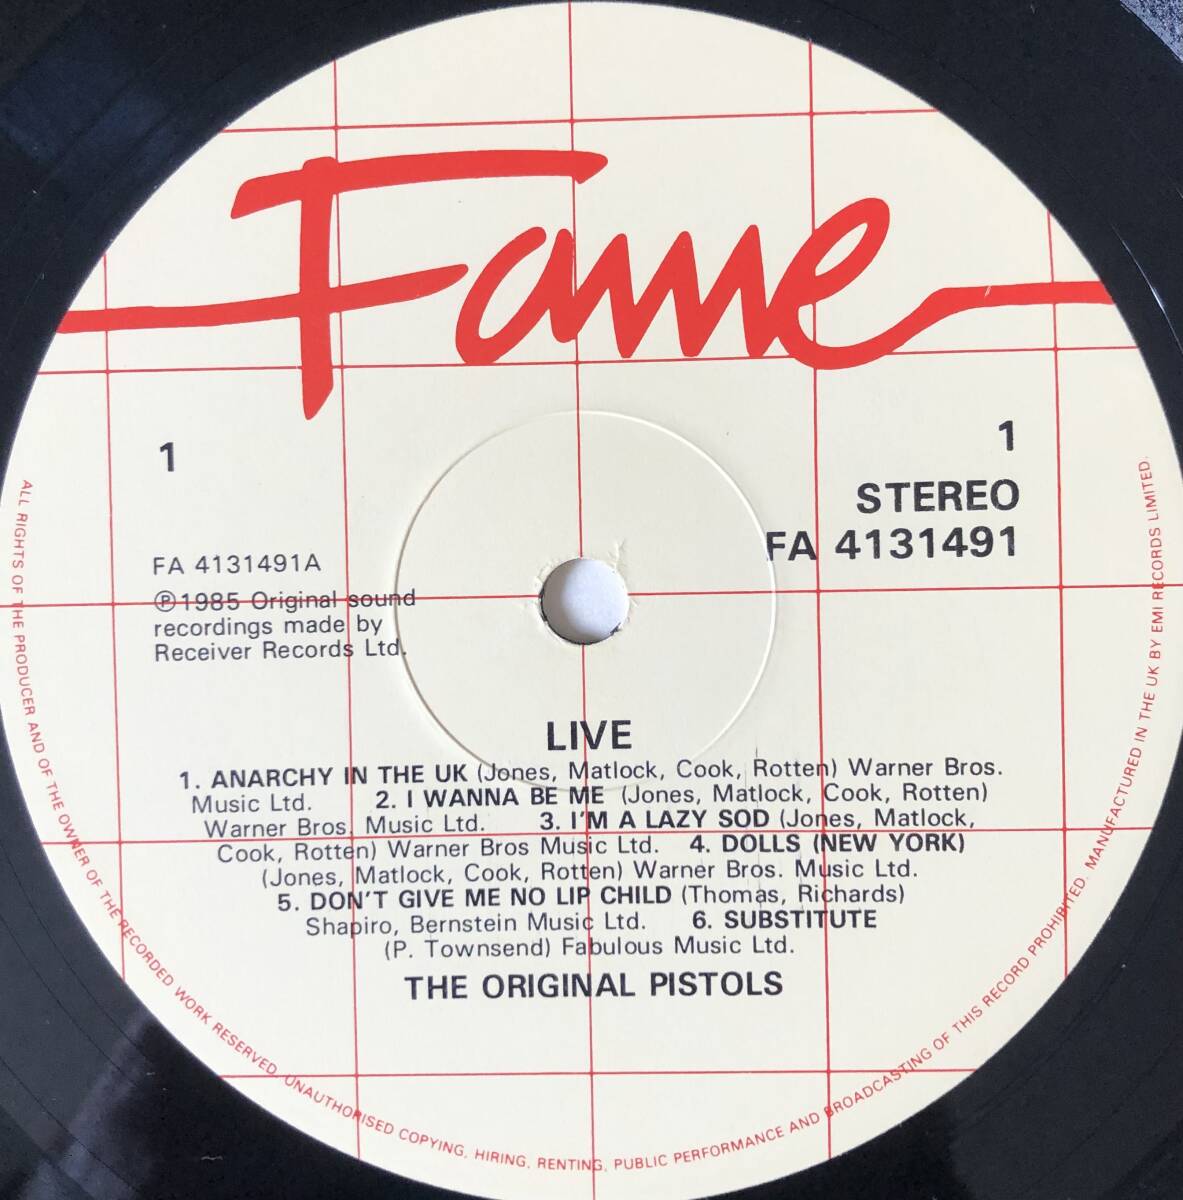 Fame
1
1
STEREO
FA 4131491
FA 4131491A
Ⓟ1985 Original sound
recordings made by
Receiver Records Ltd.
LIVE
1. ANARCHY IN THE UK (Jones, Matlock, Cook, Rotten) Warner Bros.
Music Ltd. 2. I WANNA BE ME (Jones, Matlock, Cook, Rotten)
Warner Bros. Music Ltd. 3. I'M A LAZY SOD (Jones, Matlock,
Cook, Rotten) Warner Bros Music Ltd. 4. DOLLS (NEW YORK)
(Jones, Matlock, Cook, Rotten) Warner Bros. Music Ltd.
5. DON'T GIVE ME NO LIP CHILD (Thomas, Richards)
Shapiro, Bernstein Music Ltd. 6. SUBSTITUTE
(P. Townsend) Fabulous Music Ltd.
THE ORIGINAL PISTOLS
ALL RIGHTS OF THE PRODUCER AND OF THE OWNER OF THE RECORDED WORK RESERVED. UNAUTHORISED COPYING, HIRING, RENTING, PUBLIC PERFORMANCE AND BROADCASTING OF THIS RECORD PROHIBITED. MANUFACTURED IN THE UK BY EMI RECORDS LIMITED.